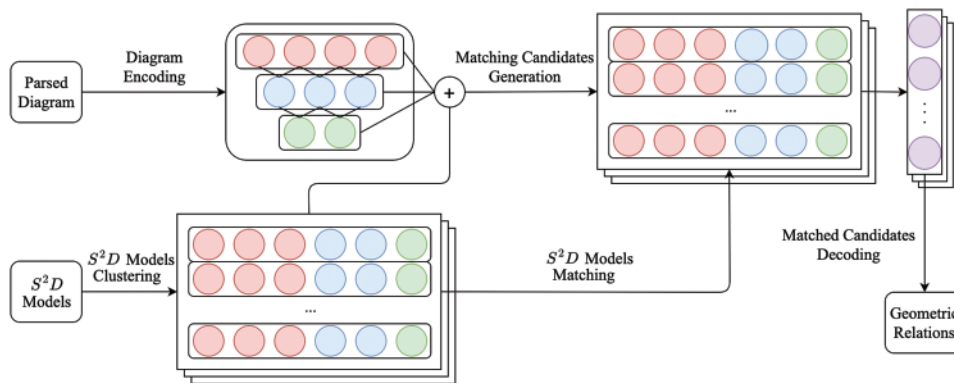 Parsed
Diagram
Diagram
Encoding
+
Matching Candidates
Generation
...
S²D
Models
S²D Models
Clustering
...
S²D Models
Matching
Matched Candidates
Decoding
Geometric
Relations